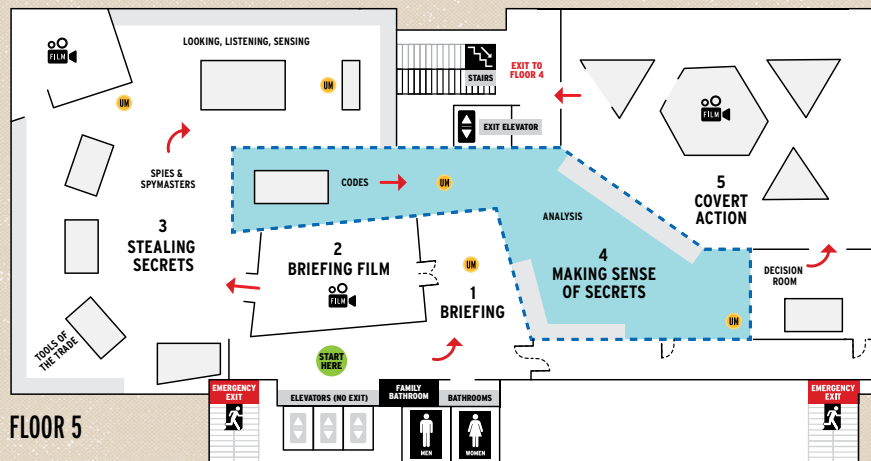 FILM
LOOKING, LISTENING, SENSING
UM
UM
STAIRS
EXIT TO
FLOOR 4
EXIT ELEVATOR
FILM
SPIES &
SPYMASTERS
CODES
UM
5
COVERT
ACTION
3
STEALING
SECRETS
ANALYSIS
2
BRIEFING FILM
FILM
UM
1
BRIEFING
4
MAKING SENSE
OF SECRETS
DECISION
ROOM
UM
TOOLS OF
THE TRADE
START
HERE
EMERGENCY
EXIT
ELEVATORS (NO EXIT)
FAMILY
BATHROOM
BATHROOMS
MEN
WOMEN
EMERGENCY
EXIT
FLOOR 5